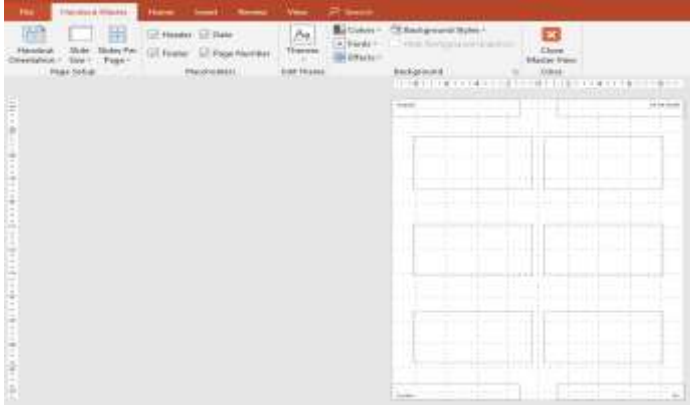 File Handout Master Home Insert Review View Search
Handout Orientation Slide Size Slides Per Page
Header Date
Footer Page Number
Themes
Colors Background Styles
Effects
Close Master View
Page Setup Placeholders Edit Theme Background Close